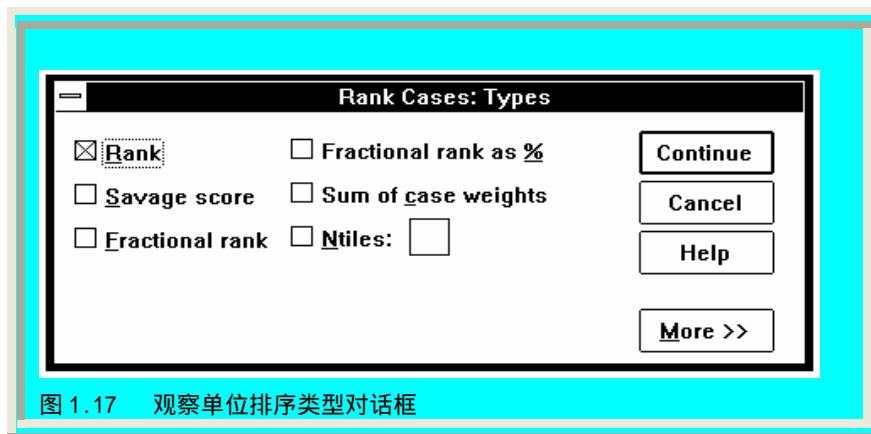 Rank Cases: Types
Rank
Fractional rank as %
Continue
Savage score
Sum of case weights
Cancel
Fractional rank
Ntiles:
Help
More >>
图 1.17 观察单位排序类型对话框